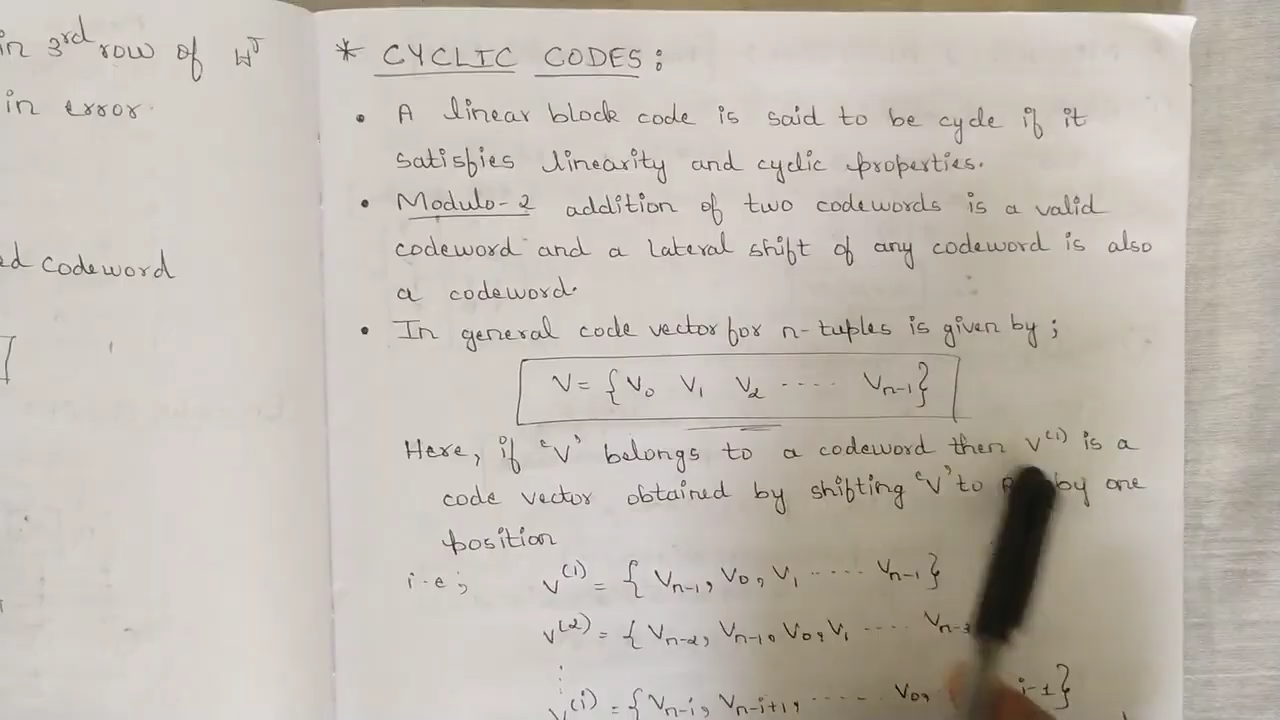 in 3rd row of H^T
in error.
ed codeword
]
* CYCLIC CODES:
• A linear block code is said to be cycle if it
satisfies linearity and cyclic properties.
• Modulo-2 addition of two codewords is a valid
codeword and a lateral shift of any codeword is also
a codeword.
• In general code vector for n-tuples is given by;
V = {V₀ V₁ V₂ ---- Vₙ₋₁}
Here, if 'V' belongs to a codeword then V⁽¹⁾ is a
code vector obtained by shifting 'V' to by one
position
i.e; V⁽¹⁾ = { Vₙ₋₁, V₀, V₁ ..... Vₙ₋₁}
V⁽²⁾ = { Vₙ₋₂, Vₙ₋₁, V₀, V₁ ---- Vₙ₋₃
⋮
V⁽ⁱ⁾ = { Vₙ₋ᵢ, Vₙ₋ᵢ₊₁, ------ V₀, i-1}